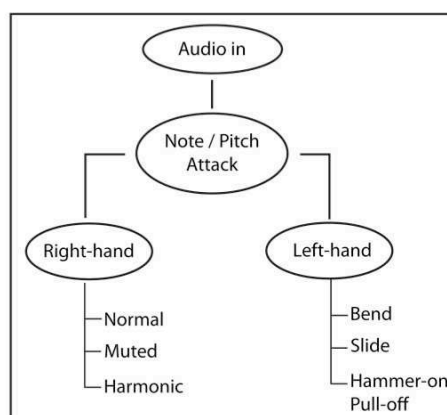 Audio in
Note / Pitch
Attack
Right-hand
Left-hand
Normal
Muted
Harmonic
Bend
Slide
Hammer-on
Pull-off